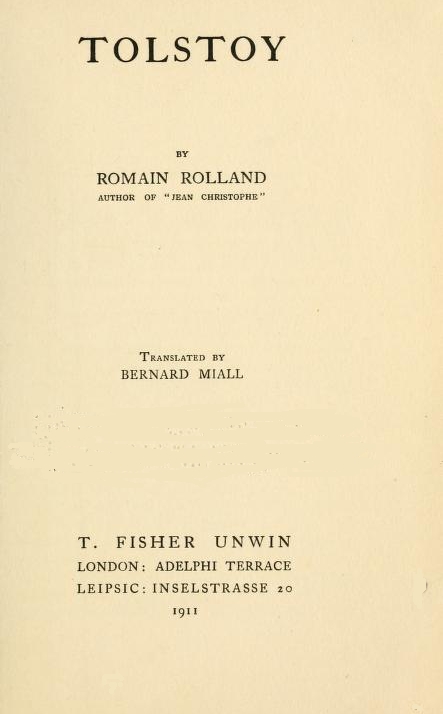 TOLSTOY
BY
ROMAIN ROLLAND
AUTHOR OF "JEAN CHRISTOPHE"
TRANSLATED BY
BERNARD MIALL
T. FISHER UNWIN
LONDON: ADELPHI TERRACE
LEIPSIC: INSELSTRASSE 20
1911